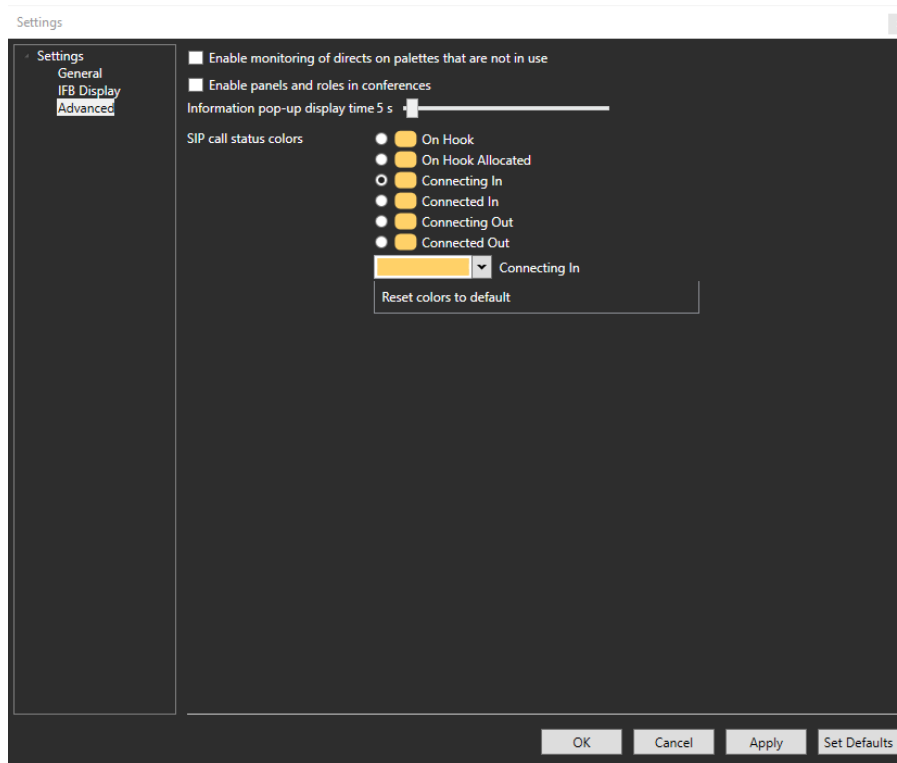 Settings
Settings
General
IFB Display
Advanced
Enable monitoring of directs on palettes that are not in use
Enable panels and roles in conferences
Information pop-up display time 5 s
SIP call status colors
On Hook
On Hook Allocated
Connecting In
Connected In
Connecting Out
Connected Out
Connecting In
Reset colors to default
OK Cancel Apply Set Defaults